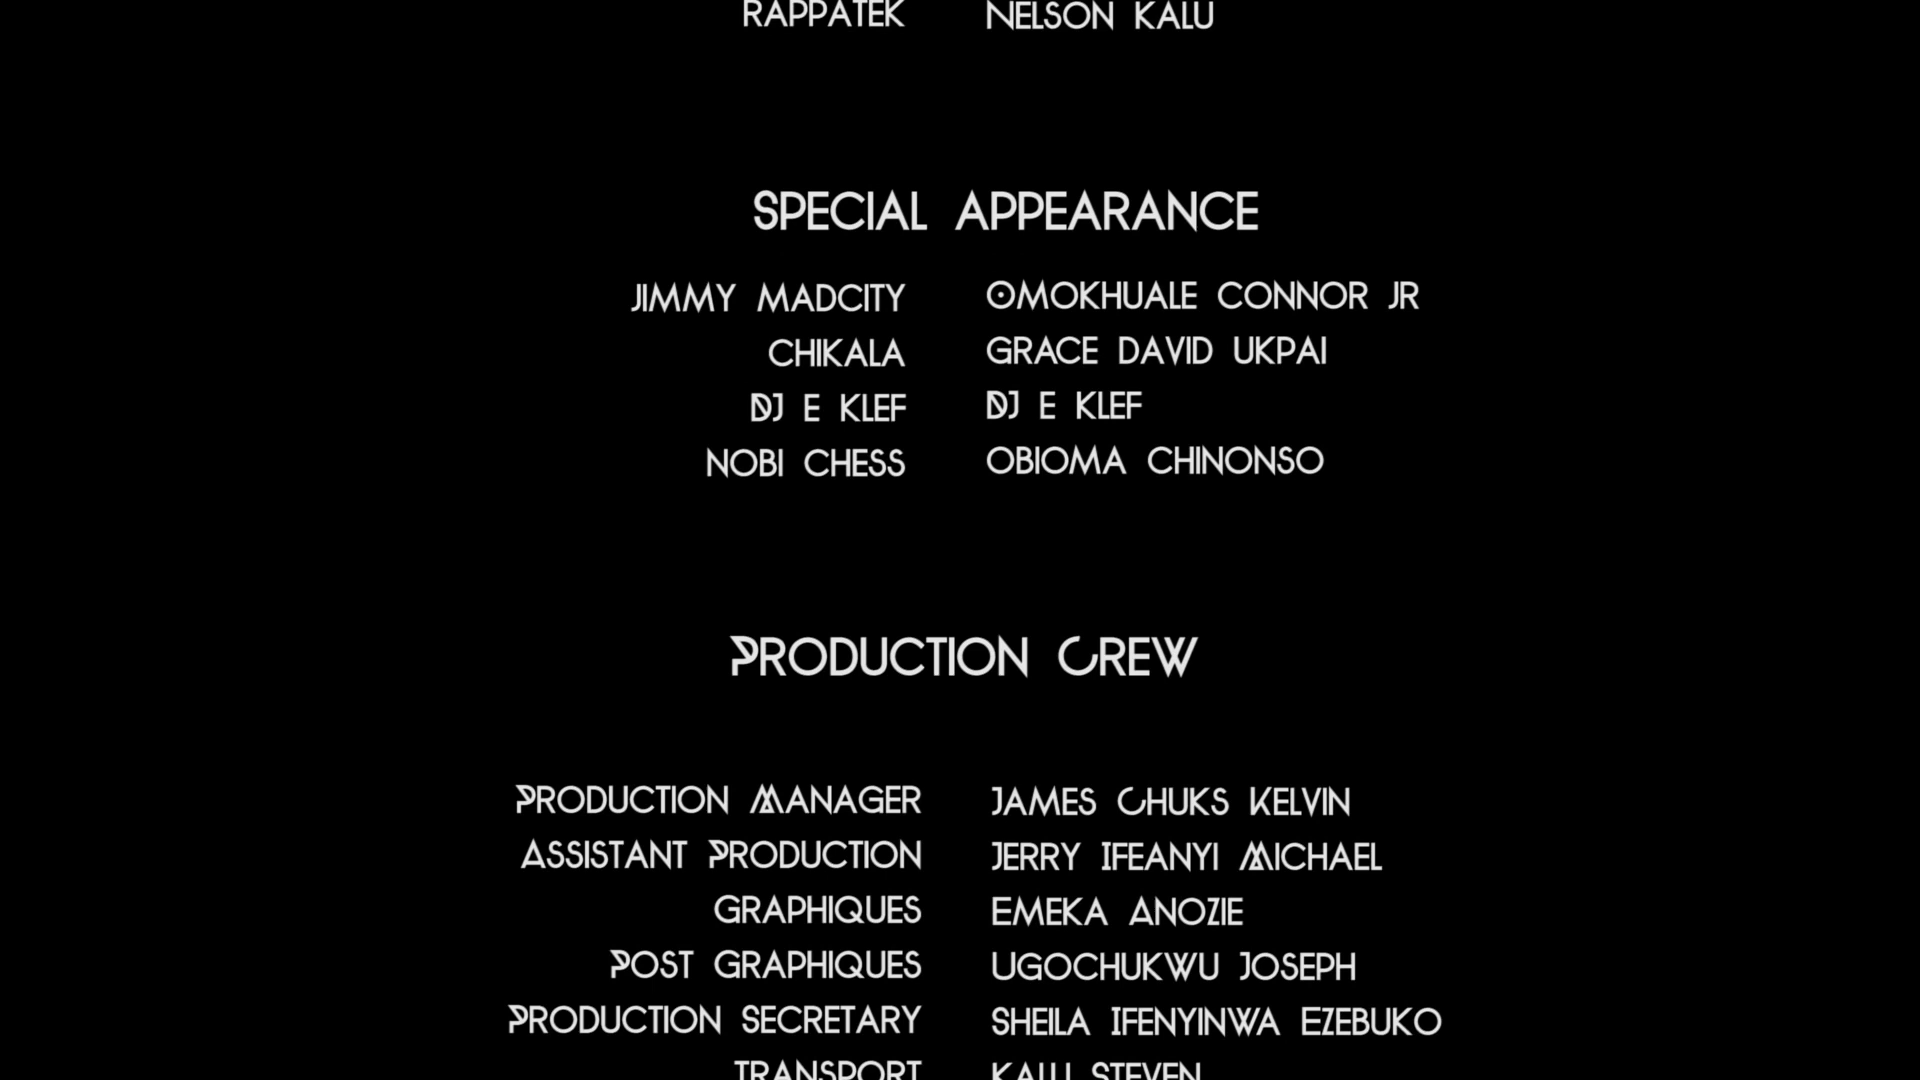 RAPPATEK NELSON KALU
SPECIAL APPEARANCE
JIMMY MADCITY OMOKHUALE CONNOR JR
CHIKALA GRACE DAVID UKPAI
DJ E KLEF DJ E KLEF
NOBI CHESS OBIOMA CHINONSO
PRODUCTION CREW
PRODUCTION MANAGER JAMES CHUKS KELVIN
ASSISTANT PRODUCTION JERRY IFEANYI MICHAEL
GRAPHIQUES EMEKA ANOZIE
POST GRAPHIQUES UGOCHUKWU JOSEPH
PRODUCTION SECRETARY SHEILA IFENYINWA EZEBUKO
TRANSPORT KALU STEVEN